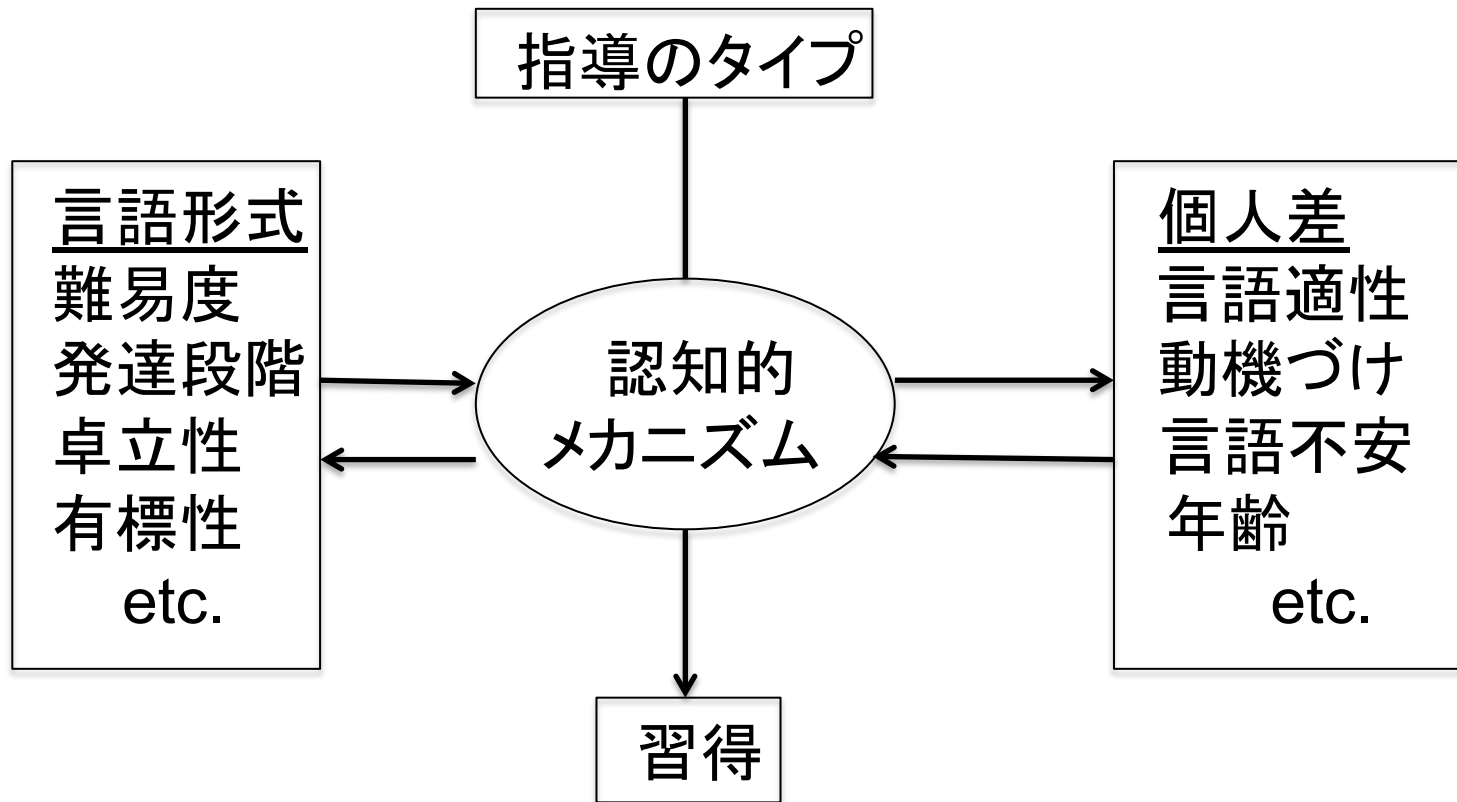 指導のタイプ
言語形式
難易度
発達段階
卓立性
有標性
etc.
認知的
メカニズム
個人差
言語適性
動機づけ
言語不安
年齢
etc.
習得